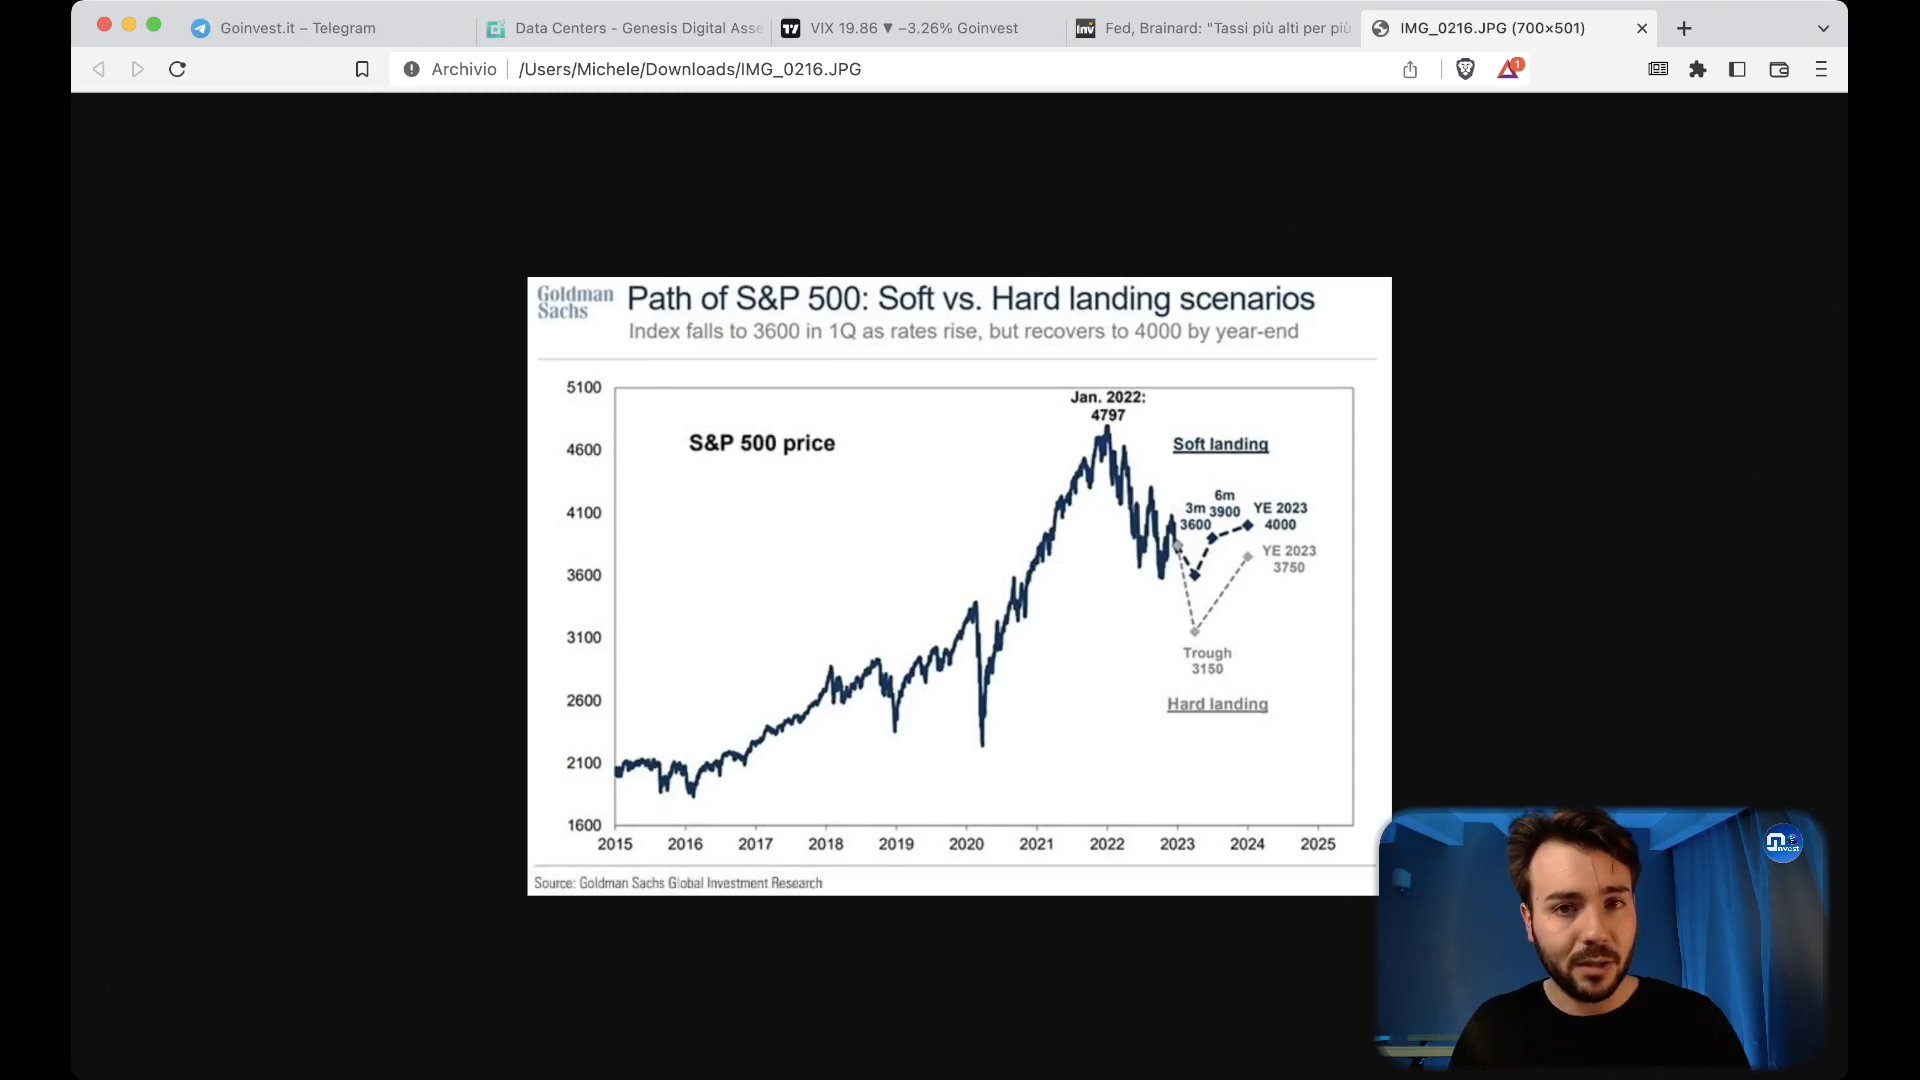 Goinvest.it – Telegram
Data Centers - Genesis Digital Asse
VIX 19.86 ▼ −3.26% Goinvest
Inv
Fed, Brainard: "Tassi più alti per più
IMG_0216.JPG (700×501)
Archivio
/Users/Michele/Downloads/IMG_0216.JPG
1
Goldman
Sachs
Path of S&P 500: Soft vs. Hard landing scenarios
Index falls to 3600 in 1Q as rates rise, but recovers to 4000 by year-end
5100
4600
4100
3600
3100
2600
2100
1600
S&P 500 price
Jan. 2022:
4797
Soft landing
3m
3600
6m
3900
YE 2023
4000
YE 2023
3750
Trough
3150
Hard landing
2015 2016 2017 2018 2019 2020 2021 2022 2023 2024 2025
Source: Goldman Sachs Global Investment Research
invest